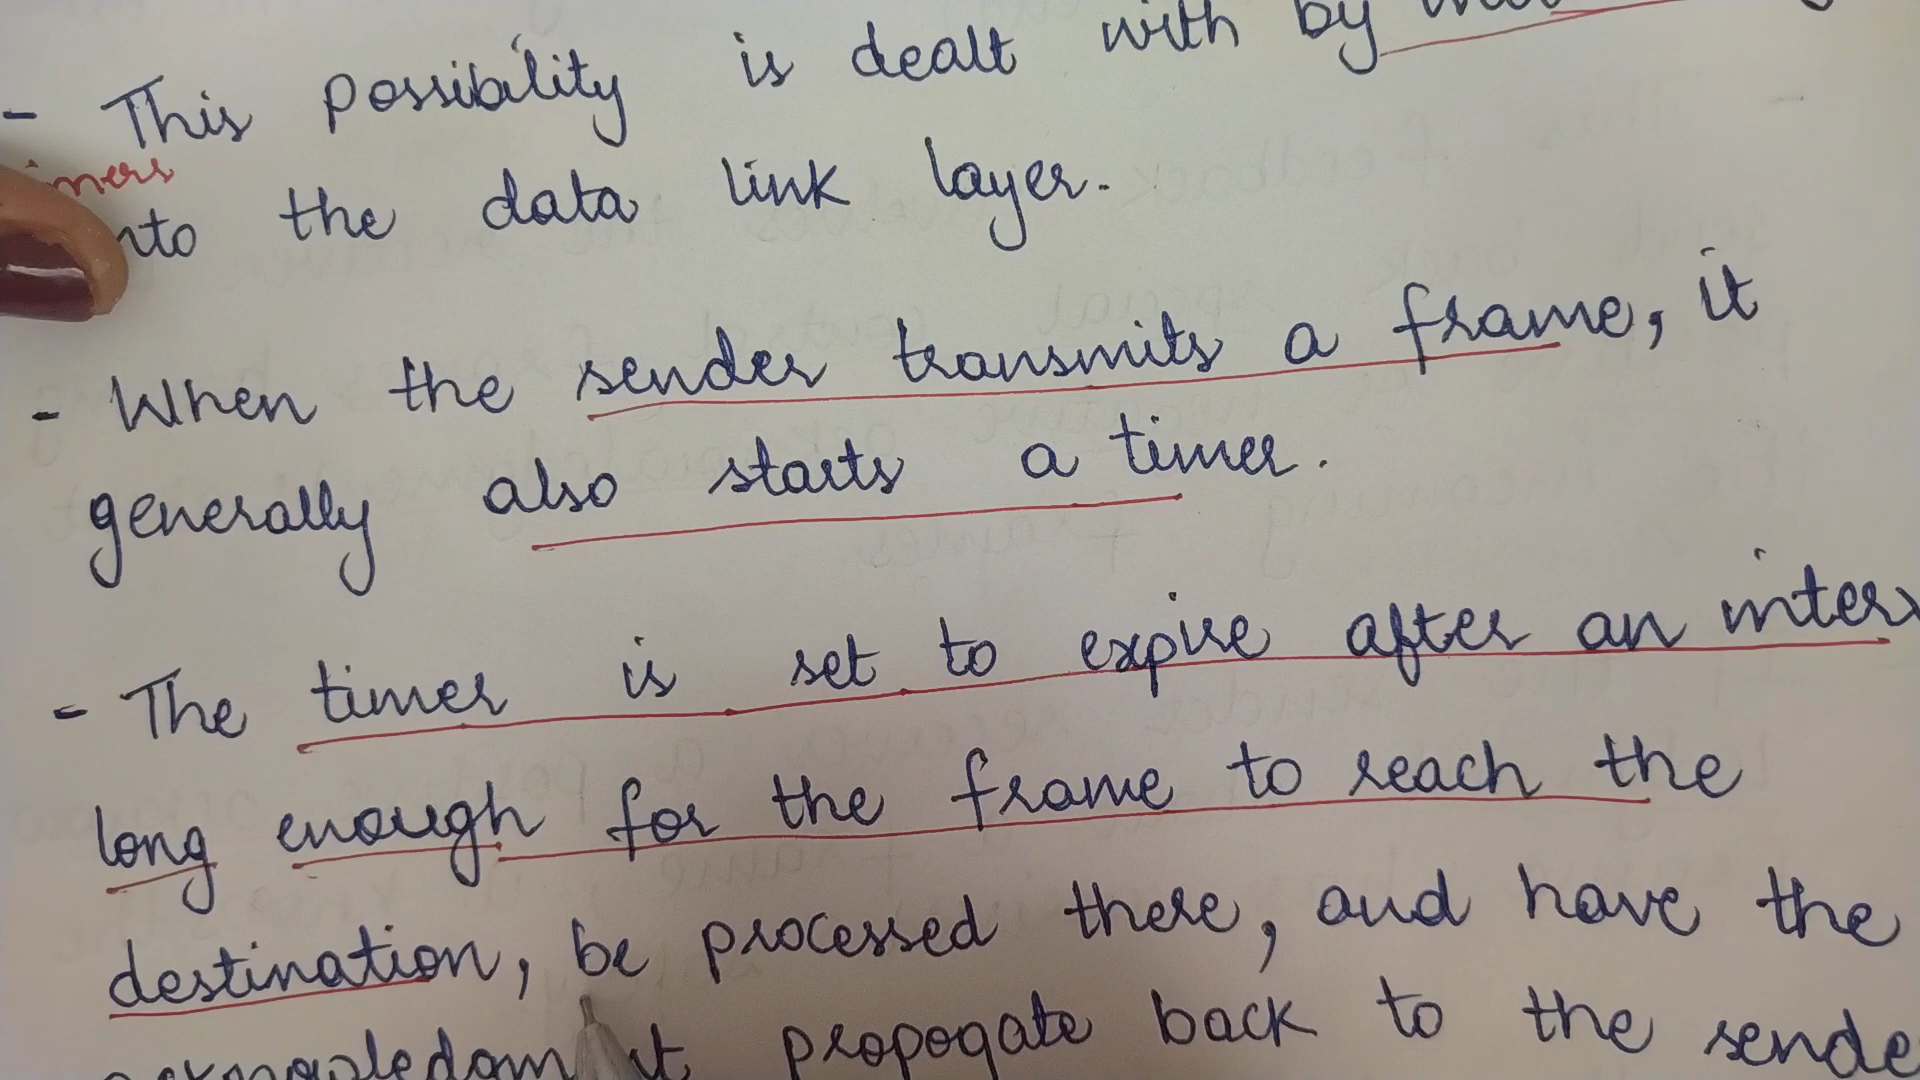 - This possibility is dealt with by
nto the data link layer.
- When the sender transmits a frame, it
generally also starts a timer.
- The timer is set to expire after an inter
long enough for the frame to reach the
destination, be processed there, and have the
propogate back to the sende